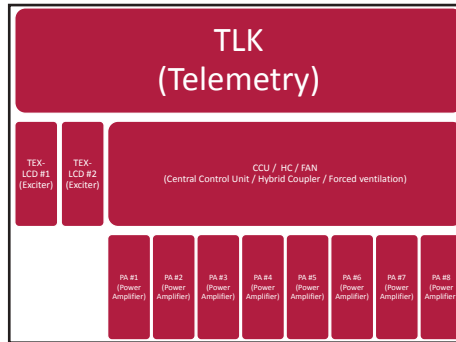 TLK
(Telemetry)
TEX-
LCD #1
(Exciter)
TEX-
LCD #2
(Exciter)
CCU / HC / FAN
(Central Control Unit / Hybrid Coupler / Forced ventilation)
PA #1
(Power
Amplifier)
PA #2
(Power
Amplifier)
PA #3
(Power
Amplifier)
PA #4
(Power
Amplifier)
PA #5
(Power
Amplifier)
PA #6
(Power
Amplifier)
PA #7
(Power
Amplifier)
PA #8
(Power
Amplifier)